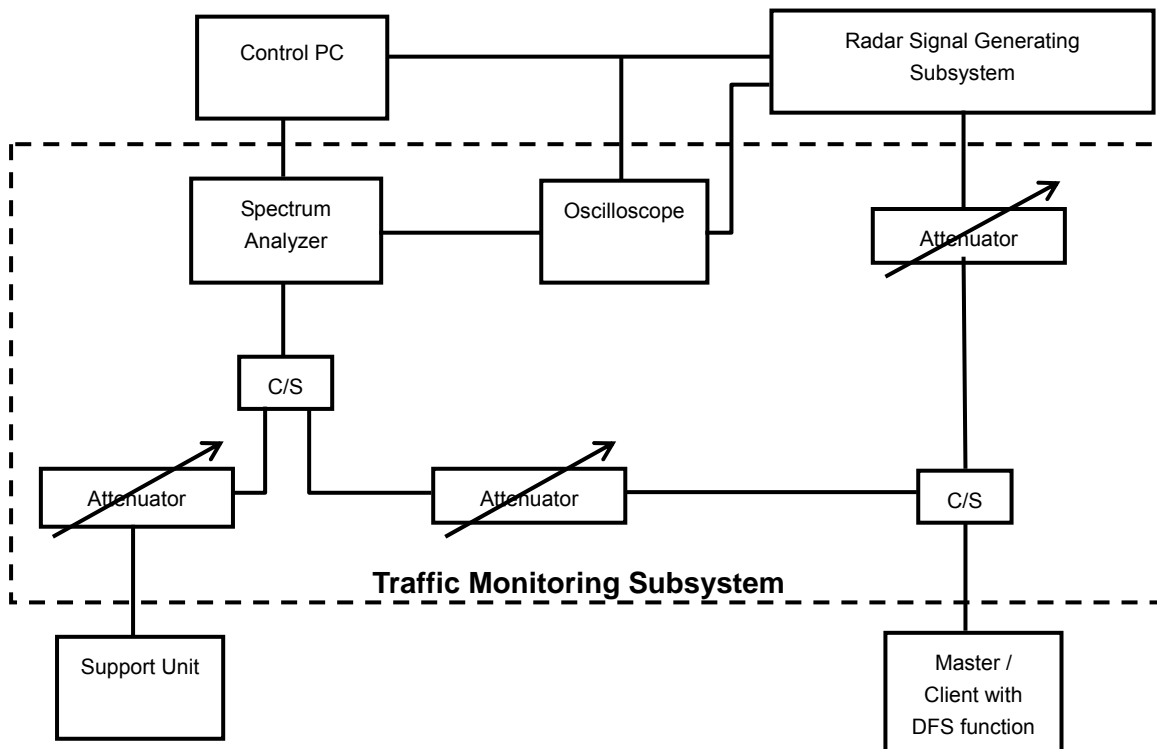 Control PC
Radar Signal Generating
Subsystem
Spectrum
Analyzer
Oscilloscope
Attenuator
C/S
Attenuator
Attenuator
C/S
Traffic Monitoring Subsystem
Support Unit
Master /
Client with
DFS function